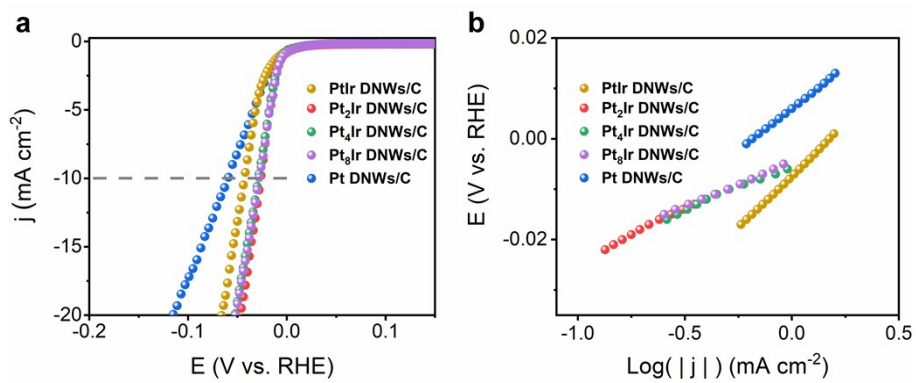 a
0
-5
-10
-15
-20
-0.2
-0.1
0.0
0.1
j (mA cm⁻²)
E (V vs. RHE)
PtIr DNWs/C
Pt₂Ir DNWs/C
Pt₄Ir DNWs/C
Pt₈Ir DNWs/C
Pt DNWs/C
b
0.02
0.00
-0.02
-1.0
-0.5
0.0
0.5
E (V vs. RHE)
Log( | j | ) (mA cm⁻²)
PtIr DNWs/C
Pt₂Ir DNWs/C
Pt₄Ir DNWs/C
Pt₈Ir DNWs/C
Pt DNWs/C